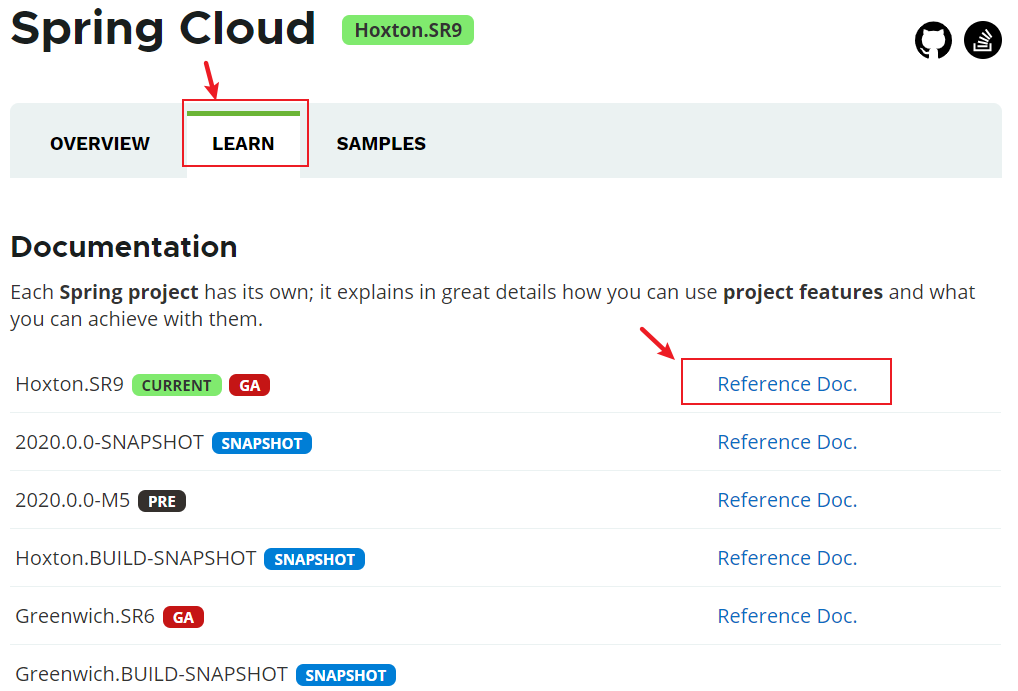 Spring Cloud Hoxton.SR9
OVERVIEW LEARN SAMPLES
Documentation
Each Spring project has its own; it explains in great details how you can use project features and what
you can achieve with them.
Hoxton.SR9 CURRENT GA Reference Doc.
2020.0.0-SNAPSHOT SNAPSHOT Reference Doc.
2020.0.0-M5 PRE Reference Doc.
Hoxton.BUILD-SNAPSHOT SNAPSHOT Reference Doc.
Greenwich.SR6 GA Reference Doc.
Greenwich.BUILD-SNAPSHOT SNAPSHOT